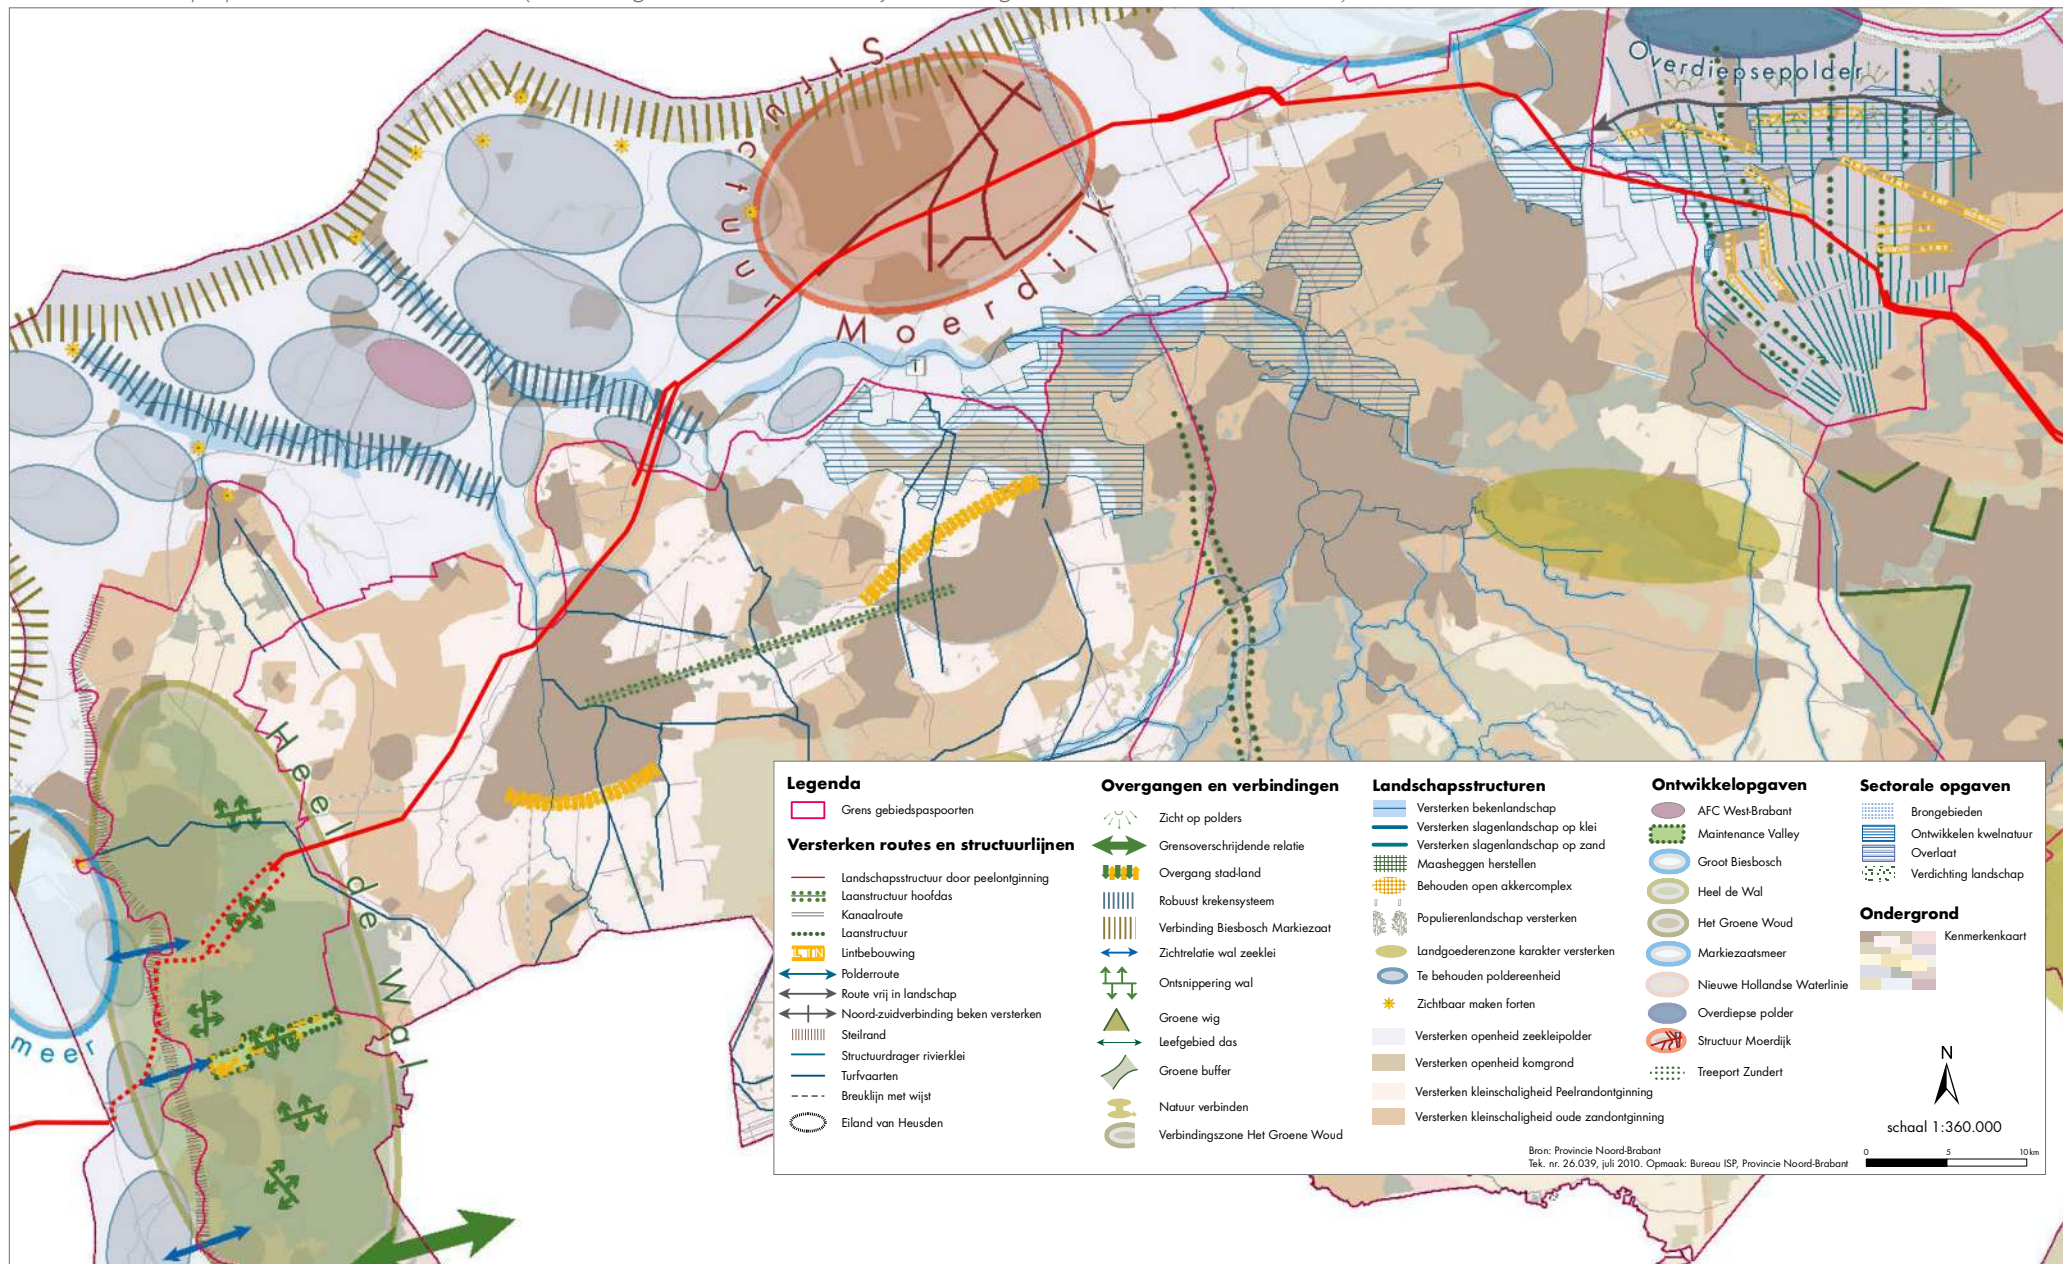 Overdiepsepolder
Structuur
Moerdijk
T
Heel de Wal
meer
LINT
Legenda
Grens gebiedspaspoorten
Versterken routes en structuurlijnen
Landschapsstructuur door peelontginning
Laanstructuur hoofdas
Kanaalroute
Laanstructuur
Lintbebouwing
Polderroute
Route vrij in landschap
Noord-zuidverbinding beken versterken
Steilrand
Structuurdrager rivierklei
Turfvaarten
Breuklijn met wijst
Eiland van Heusden
Overgangen en verbindingen
Zicht op polders
Grensoverschrijdende relatie
Overgang stad-land
Robuust krekensysteem
Verbinding Biesbosch Markiezaat
Zichtrelatie wal zeeklei
Ontsnippering wal
Groene wig
Leefgebied das
Groene buffer
Natuur verbinden
Verbindingszone Het Groene Woud
Landschapsstructuren
Versterken bekenlandschap
Versterken slagenlandschap op klei
Versterken slagenlandschap op zand
Maasheggen herstellen
Behouden open akkercomplex
Populierenlandschap versterken
Landgoederenzone karakter versterken
Te behouden poldereenheid
Zichtbaar maken forten
Versterken openheid zeekleipolder
Versterken openheid komgrond
Versterken kleinschaligheid Peelrandontginning
Versterken kleinschaligheid oude zandontginning
Ontwikkelopgaven
AFC West-Brabant
Maintenance Valley
Groot Biesbosch
Heel de Wal
Het Groene Woud
Markiezaatsmeer
Nieuwe Hollandse Waterlinie
Overdiepse polder
Structuur Moerdijk
Treeport Zundert
Sectorale opgaven
Brongebieden
Ontwikkelen kwelnatuur
Overlaat
Verdichting landschap
Ondergrond
Kenmerkenkaart
N
schaal 1:360.000
0 5 10km
Bron: Provincie Noord-Brabant
Tek. nr. 26.039, juli 2010. Opmaak: Bureau ISP, Provincie Noord-Brabant